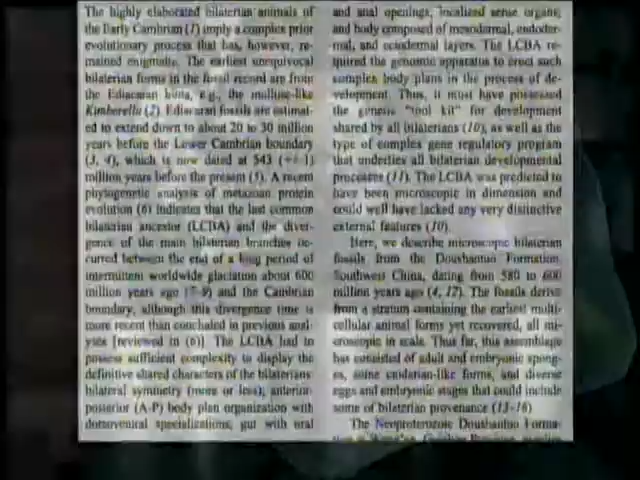 The highly elaborated bilaterian animals of
the Early Cambrian (1) imply a complex prior
evolutionary process that has, however, re-
mained enigmatic. The earliest unequivocal
bilaterian forms in the fossil record are from
the Ediacaran biota, e.g., the mollusc-like
Kimberella (2). Ediacaran fossils are estimat-
ed to extend down to about 20 to 30 million
years before the Lower Cambrian boundary
(3, 4), which is now dated at 543 (+/-1)
million years before the present (5). A recent
phylogenetic analysis of metazoan protein
evolution (6) indicates that the last common
bilaterian ancestor (LCBA) and the diver-
gence of the main bilaterian branches oc-
curred between the end of a long period of
intermittent worldwide glaciation about 600
million years ago (7-9) and the Cambrian
boundary, although this divergence time is
more recent than concluded in previous anal-
yses [reviewed in (6)]. The LCBA had to
possess sufficient complexity to display the
definitive shared characters of the bilaterians:
bilateral symmetry (more or less), anterior-
posterior (A-P) body plan organization with
dorsoventral specializations, gut with oral
and anal openings, localized sense organs,
and body composed of mesodermal, endoder-
mal, and ectodermal layers. The LCBA re-
quired the genomic apparatus to erect such
complex body plans in the process of de-
velopment. Thus, it must have possessed
the genetic "tool kit" for development
shared by all bilaterians (10), as well as the
type of complex gene regulatory program
that underlies all bilaterian developmental
processes (11). The LCBA was predicted to
have been microscopic in dimension and
could well have lacked any very distinctive
external features (10).
Here, we describe microscopic bilaterian
fossils from the Doushantuo Formation,
Southwest China, dating from 580 to 600
million years ago (4, 12). The fossils derive
from a stratum containing the earliest multi-
cellular animal forms yet recovered, all mi-
croscopic in scale. Thus far, this assemblage
has consisted of adult and embryonic spong-
es, some cnidarian-like forms, and diverse
eggs and embryonic stages that could include
some of bilaterian provenance (13-16)
The Neoproterozoic Doushantuo Forma-